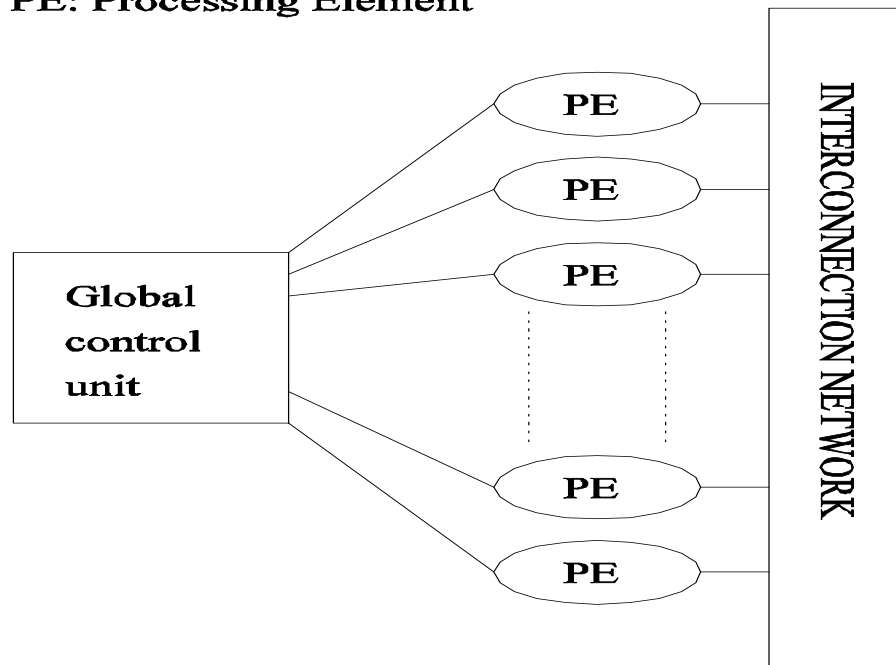 PE: Processing Element
PE
PE
PE
Global
control
unit
PE
PE
INTERCONNECTION NETWORK